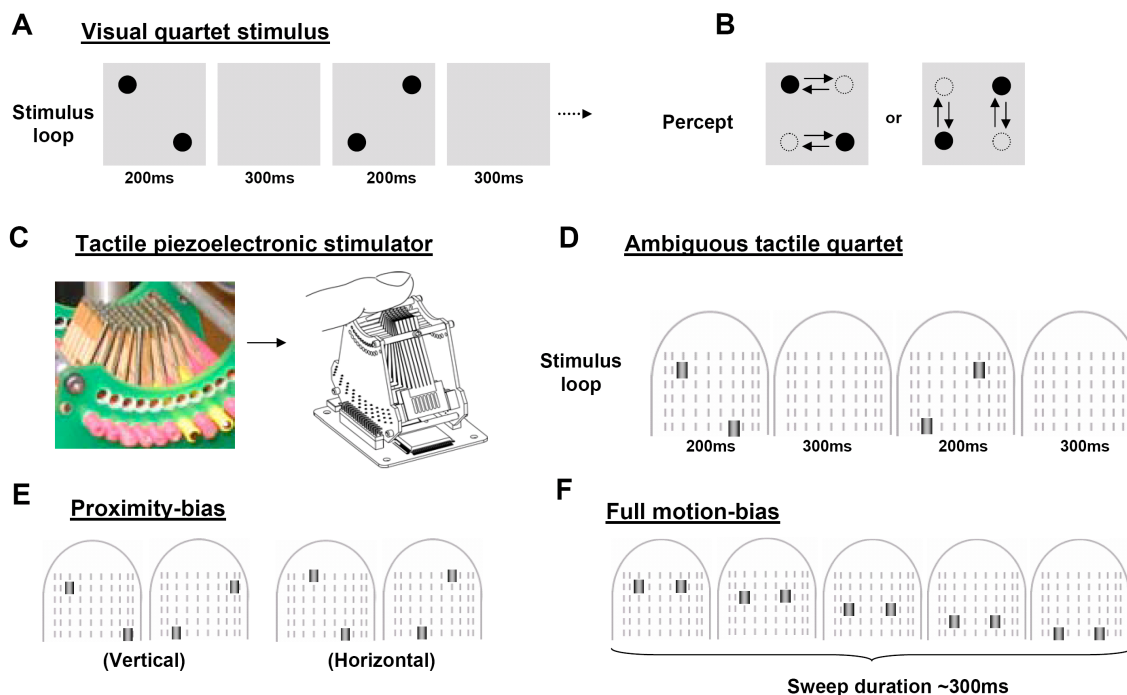 A
Visual quartet stimulus
Stimulus
loop
200ms
300ms
200ms
300ms
B
Percept
or
C
Tactile piezoelectronic stimulator
D
Ambiguous tactile quartet
Stimulus
loop
200ms
300ms
200ms
300ms
E
Proximity-bias
(Vertical)
(Horizontal)
F
Full motion-bias
Sweep duration ~300ms